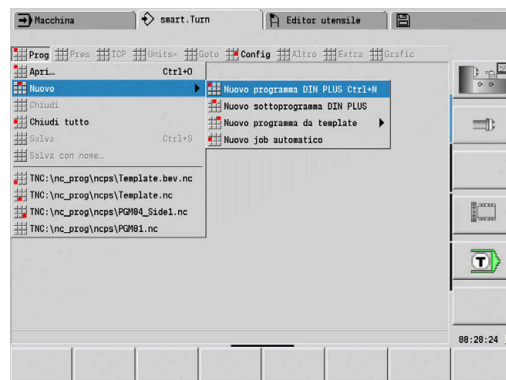 Macchina smart.Turn Editor utensile
Prog Pres ICP Units» Goto Config Altro Extra Grafic
Apri… Ctrl+O
Nuovo
Nuovo programma DIN PLUS Ctrl+N
Chiudi
Nuovo sottoprogramma DIN PLUS
Chiudi tutto
Nuovo programma da template
Salva Ctrl+S
Nuovo job automatico
Salva con nome…
TNC:\nc_prog\ncps\Template.bev.nc
TNC:\nc_prog\ncps\Template.nc
TNC:\nc_prog\ncps\PGM04_Side1.nc
TNC:\nc_prog\ncps\PGM01.nc
T
08:28:24